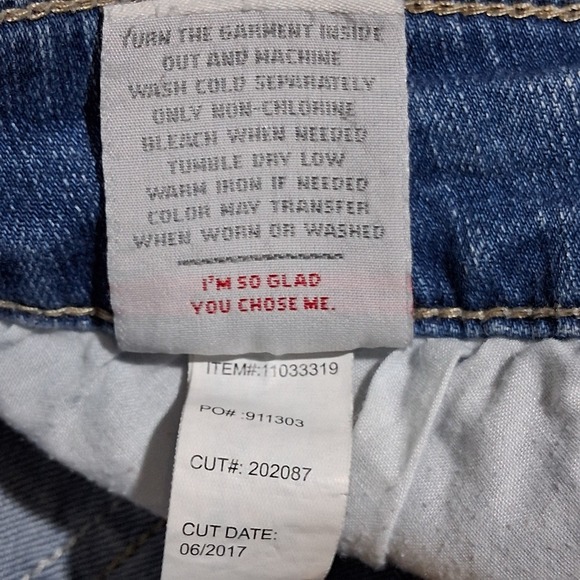 TURN THE GARMENT INSIDE
OUT AND MACHINE
WASH COLD SEPARATELY
ONLY NON-CHLORINE
BLEACH WHEN NEEDED
TUMBLE DRY LOW
WARM IRON IF NEEDED
COLOR MAY TRANSFER
WHEN WORN OR WASHED
I'M SO GLAD
YOU CHOSE ME.
ITEM#:11033319
PO# :911303
CUT#: 202087
CUT DATE:
06/2017